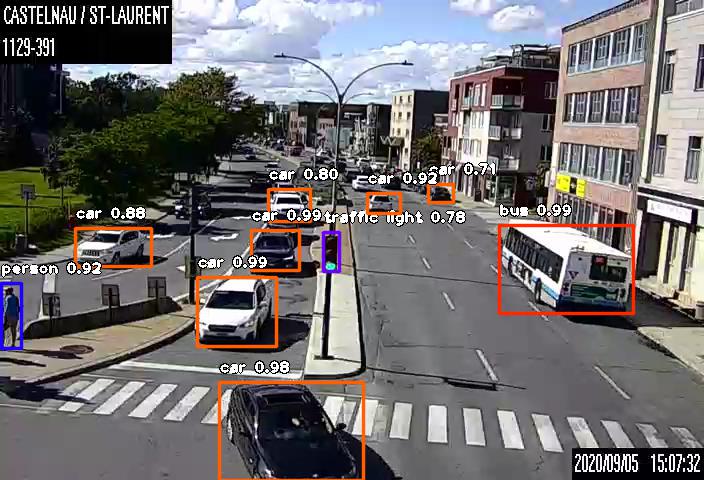 CASTELNAU / ST-LAURENT
1129-391
car 0.80
car 0.92
car 0.71
car 0.88
car 0.99
traffic light 0.78
bus 0.99
person 0.92
car 0.99
car 0.98
2020/09/05 15:07:32